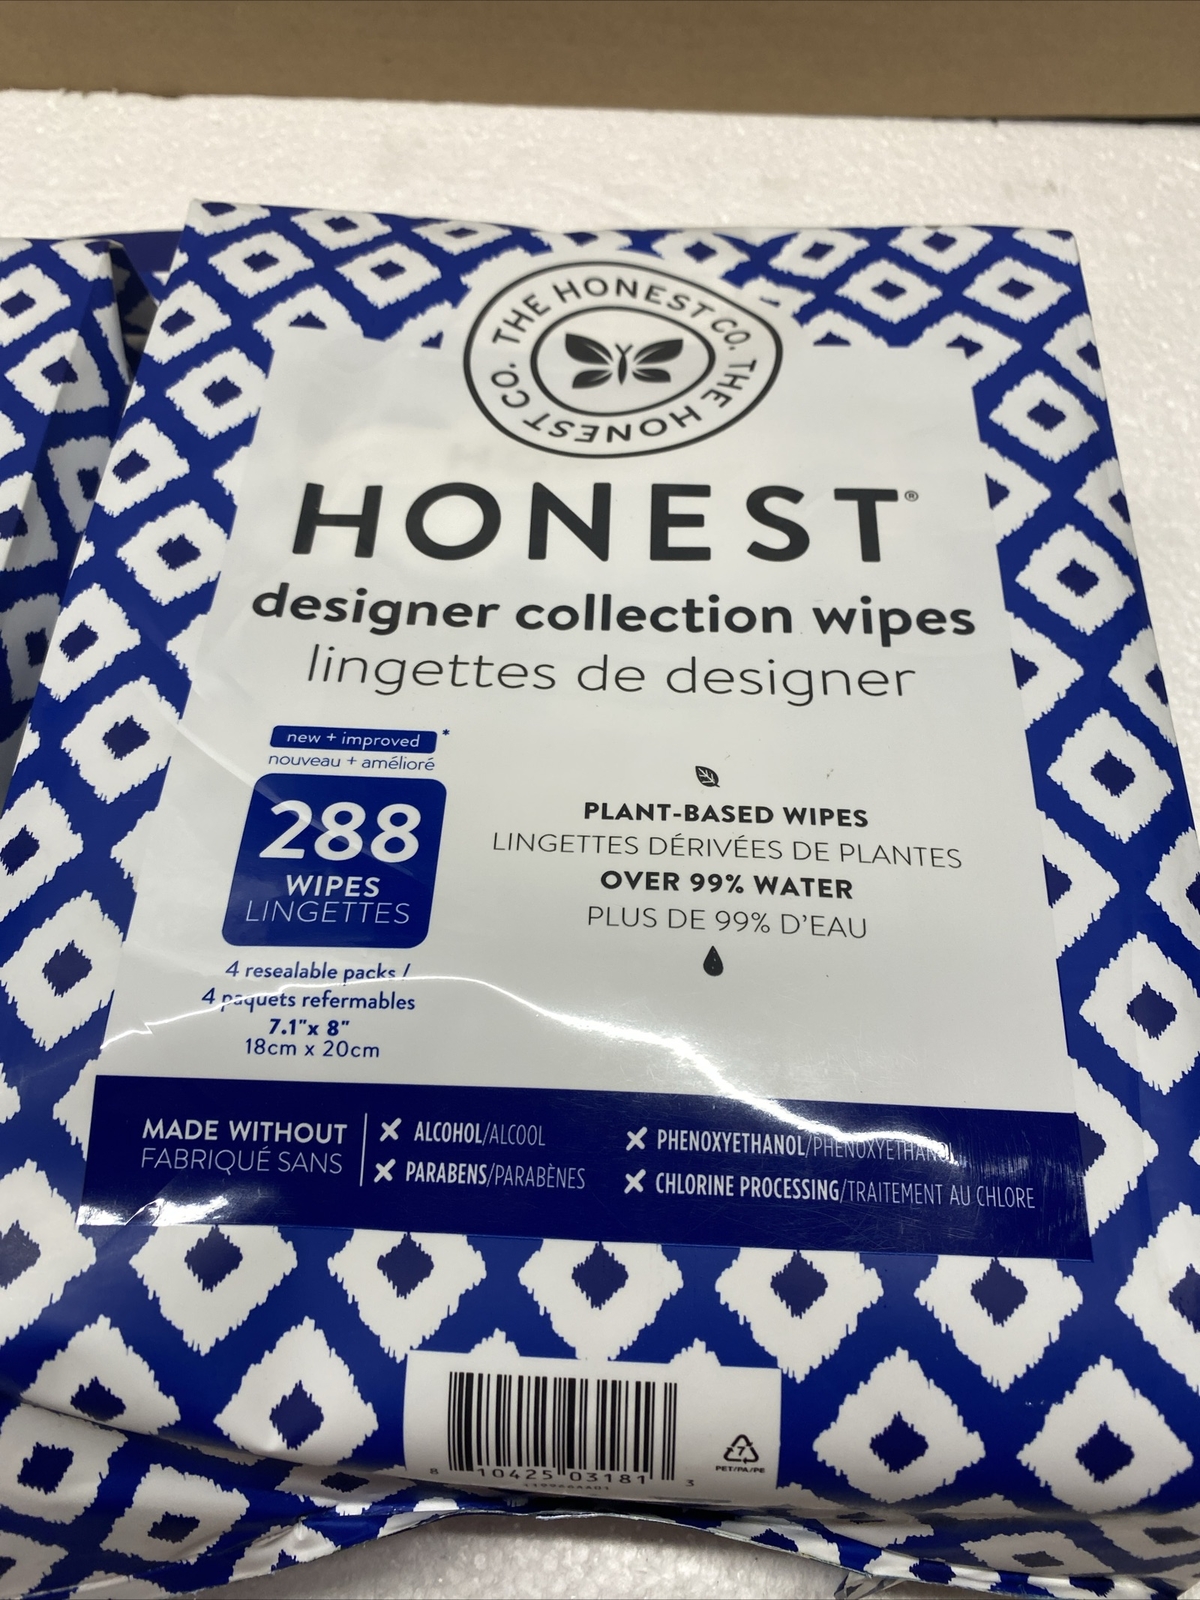 THE HONEST CO. THE HONEST CO.
HONEST®
designer collection wipes
lingettes de designer
new + improved *
nouveau + amélioré
288
WIPES
LINGETTES
4 resealable packs /
4 paquets refermables
7.1"x 8"
18cm x 20cm
PLANT-BASED WIPES
LINGETTES DÉRIVÉES DE PLANTES
OVER 99% WATER
PLUS DE 99% D'EAU
MADE WITHOUT
FABRIQUÉ SANS
ALCOHOL/ALCOOL
PARABENS/PARABÈNES
PHENOXYETHANOL/PHÉNOXYÉTHANOL
CHLORINE PROCESSING/TRAITEMENT AU CHLORE
8 10425 03181 3
7
PET/PA/PE